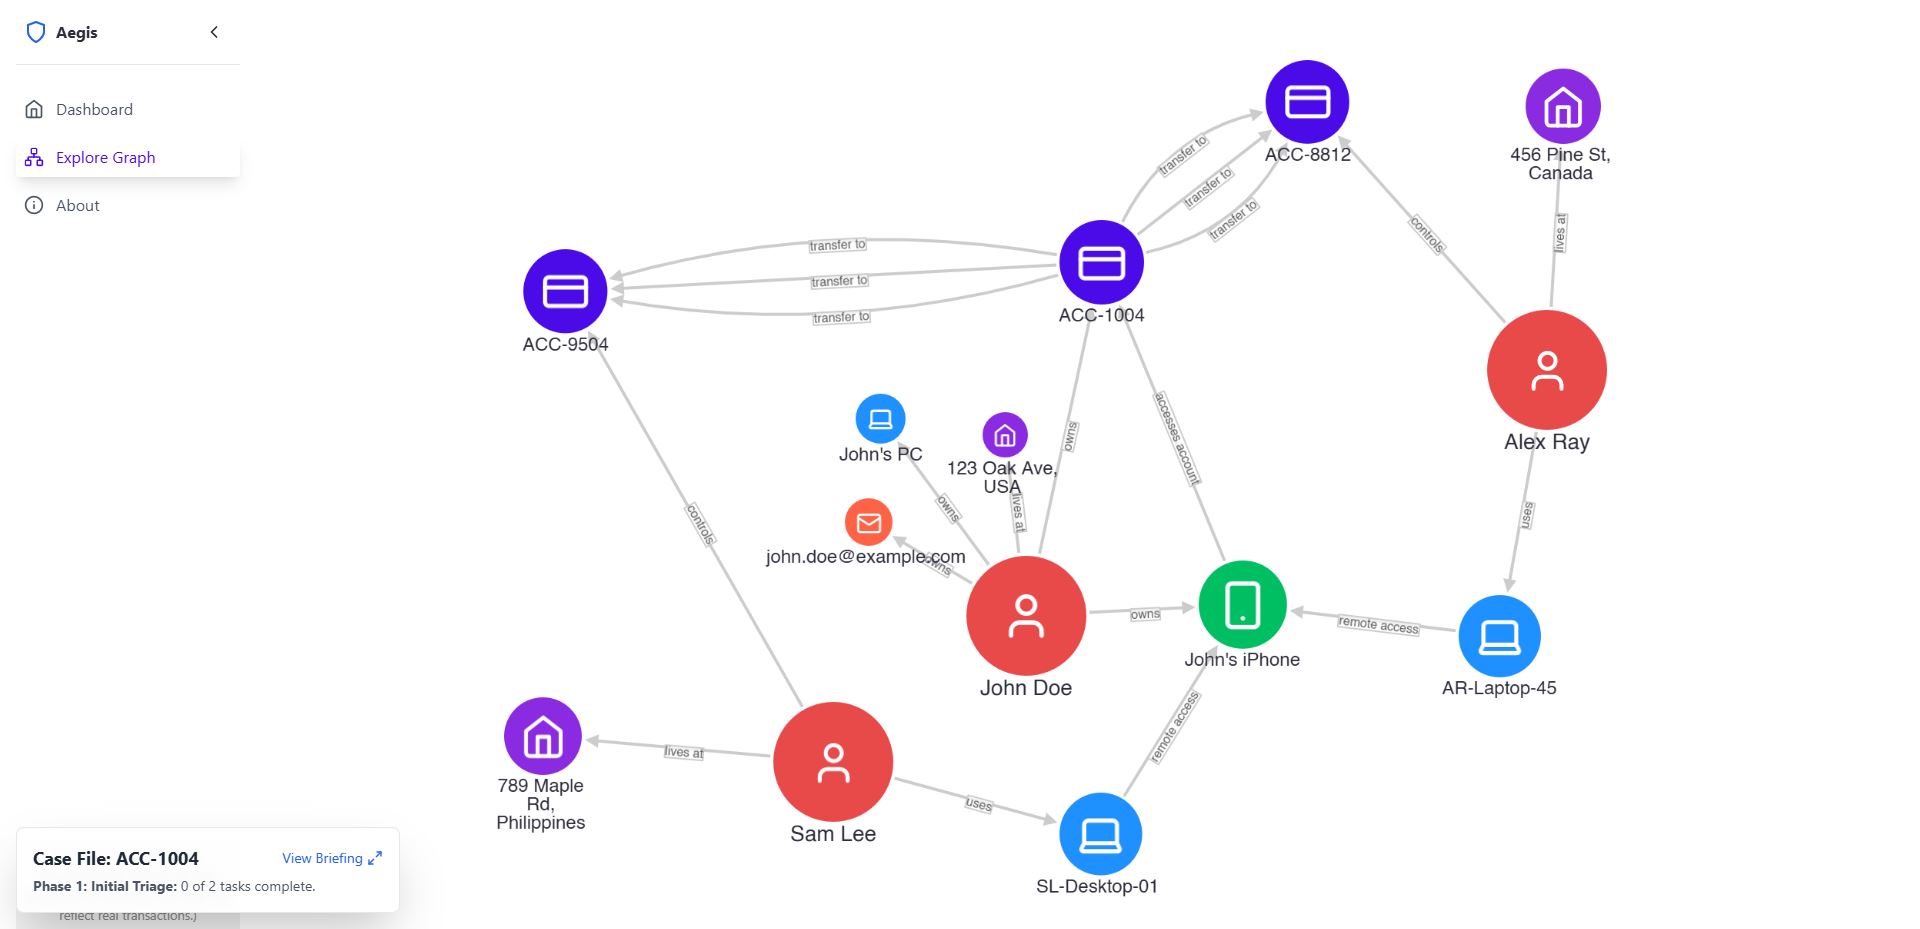 Aegis
Dashboard
Explore Graph
About
ACC-8812
456 Pine St,
Canada
transfer to
transfer to
transfer to
controls
lives at
ACC-1004
transfer to
transfer to
transfer to
ACC-9504
Alex Ray
owns
accesses account
John's PC
123 Oak Ave,
USA
owns
lives at
john.doe@example.com
owns
controls
uses
John Doe
owns
John's iPhone
remote access
AR-Laptop-45
remote access
789 Maple
Rd,
Philippines
lives at
Sam Lee
uses
SL-Desktop-01
Case File: ACC-1004
View Briefing
Phase 1: Initial Triage: 0 of 2 tasks complete.
reflect real transactions.)